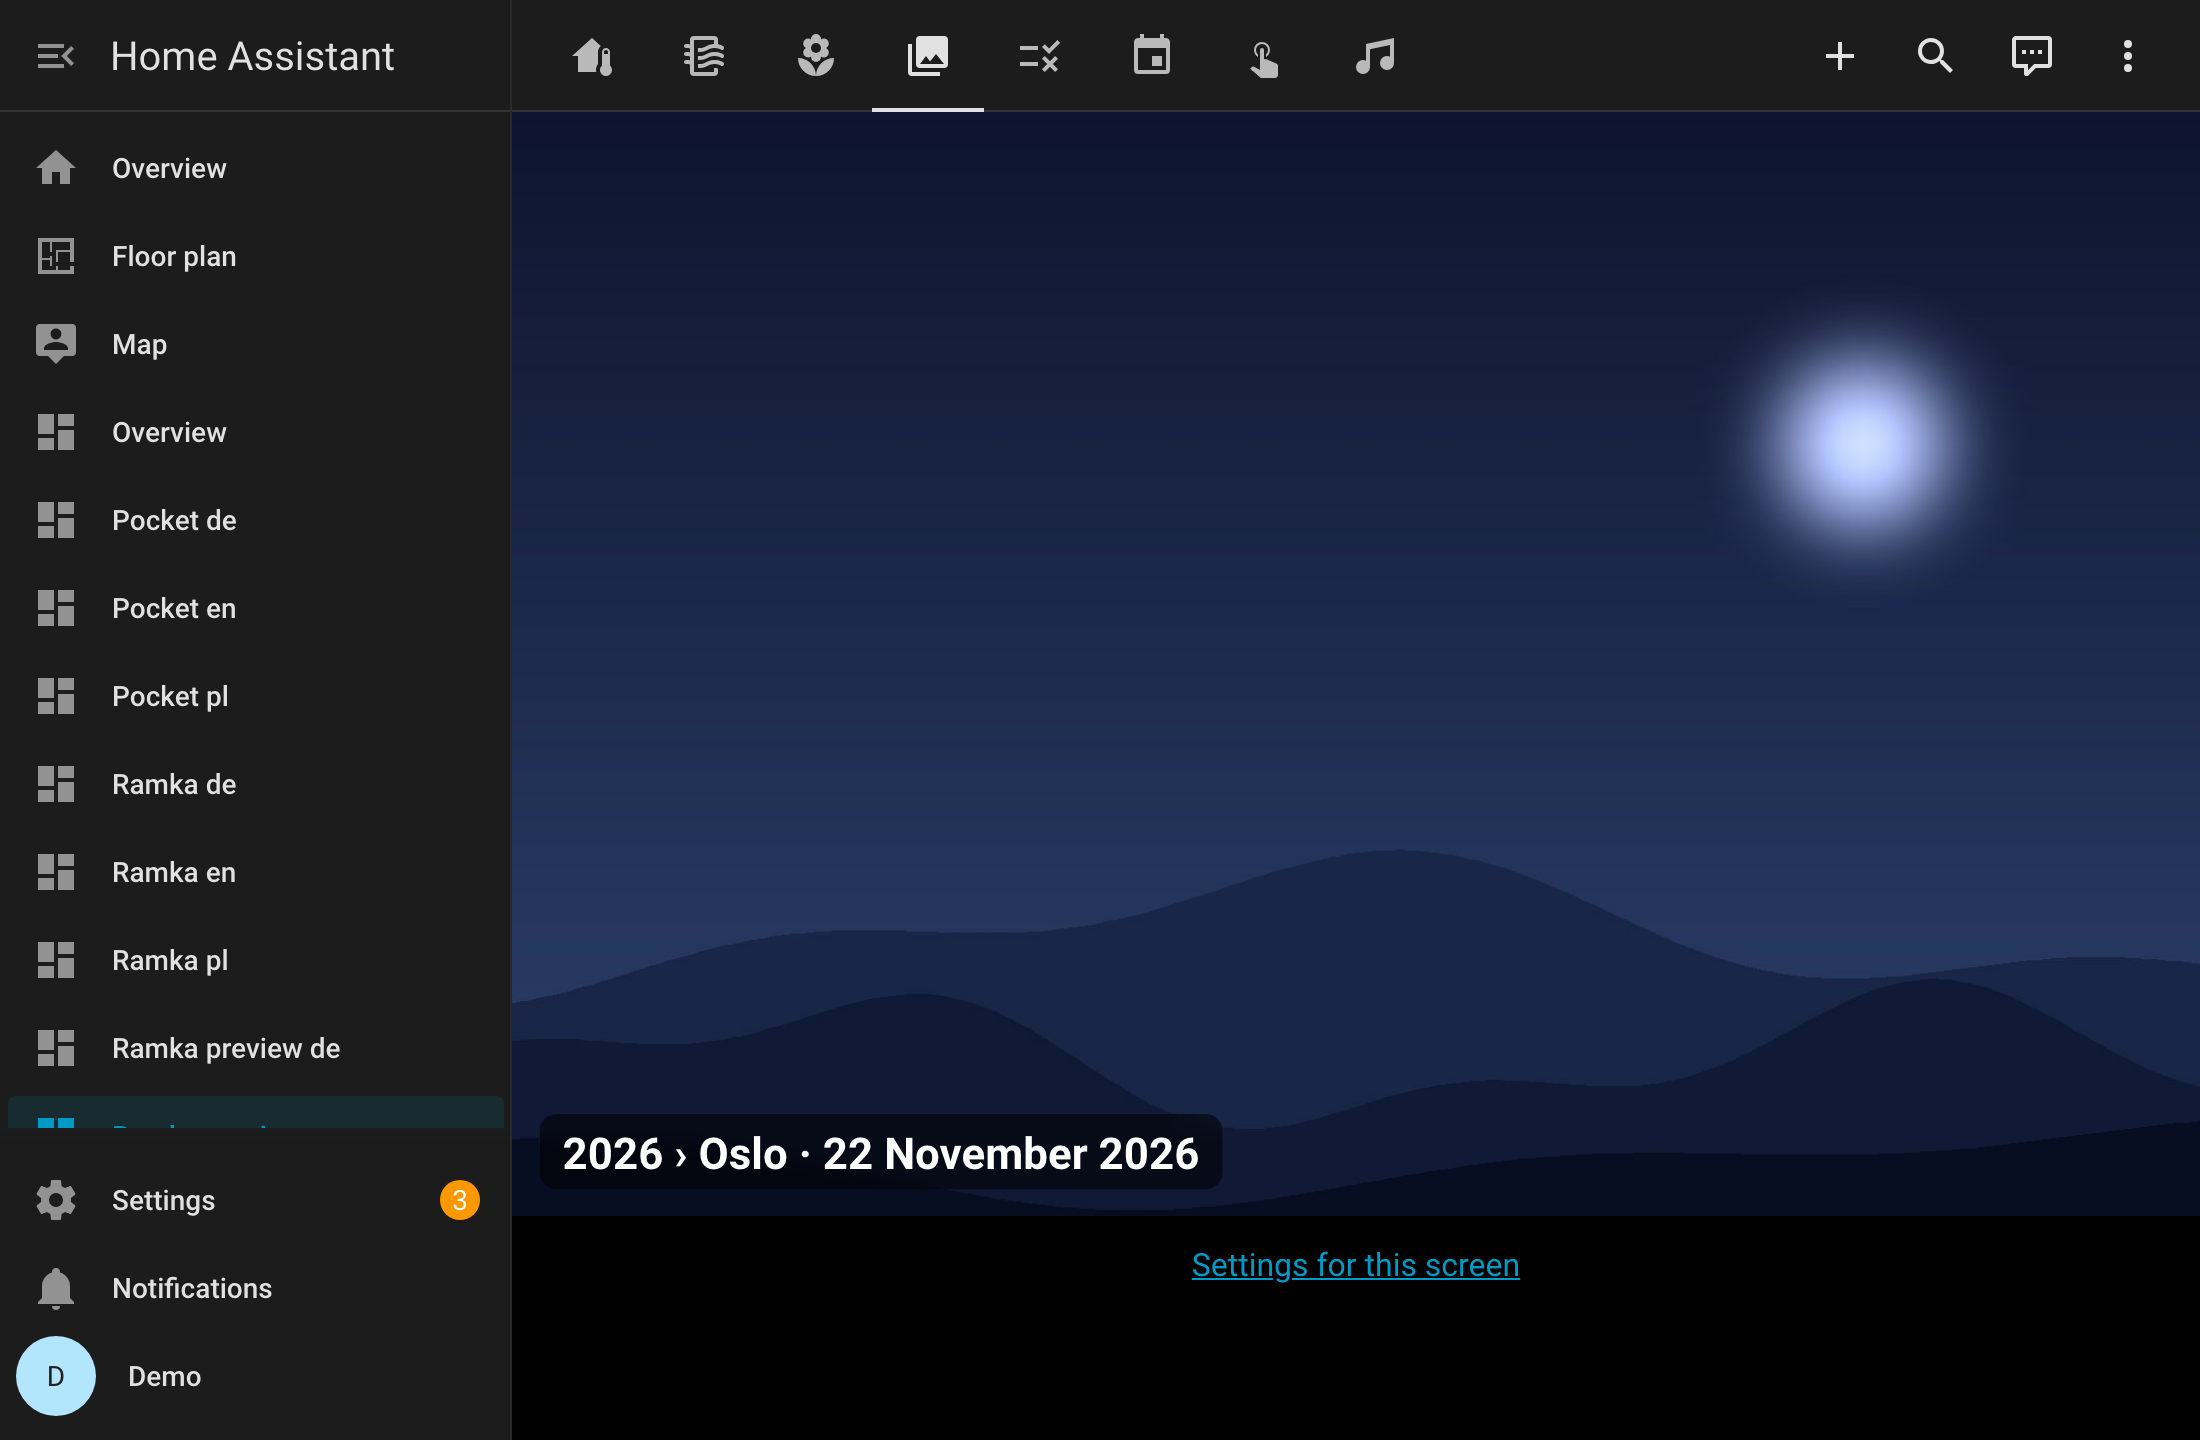 Home Assistant
Overview
Floor plan
Map
Overview
Pocket de
Pocket en
Pocket pl
Ramka de
Ramka en
Ramka pl
Ramka preview de
Settings 3
Notifications
D Demo
2026 › Oslo · 22 November 2026
Settings for this screen